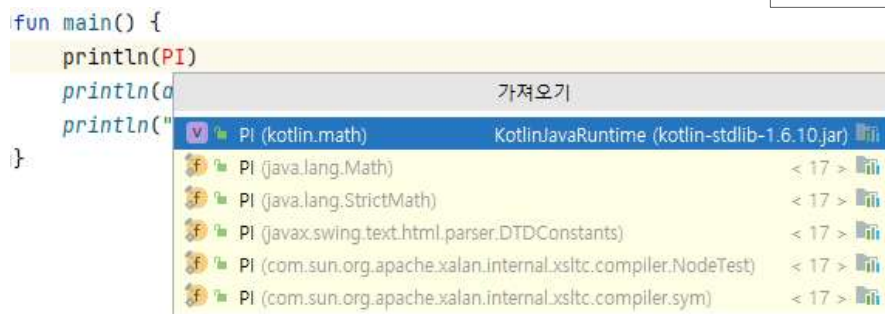 fun main() {
println(PI)
println(a
println("
}
가져오기
PI (kotlin.math) KotlinJavaRuntime (kotlin-stdlib-1.6.10.jar)
PI (java.lang.Math) < 17 >
PI (java.lang.StrictMath) < 17 >
PI (javax.swing.text.html.parser.DTDConstants) < 17 >
PI (com.sun.org.apache.xalan.internal.xsltc.compiler.NodeTest) < 17 >
PI (com.sun.org.apache.xalan.internal.xsltc.compiler.sym) < 17 >